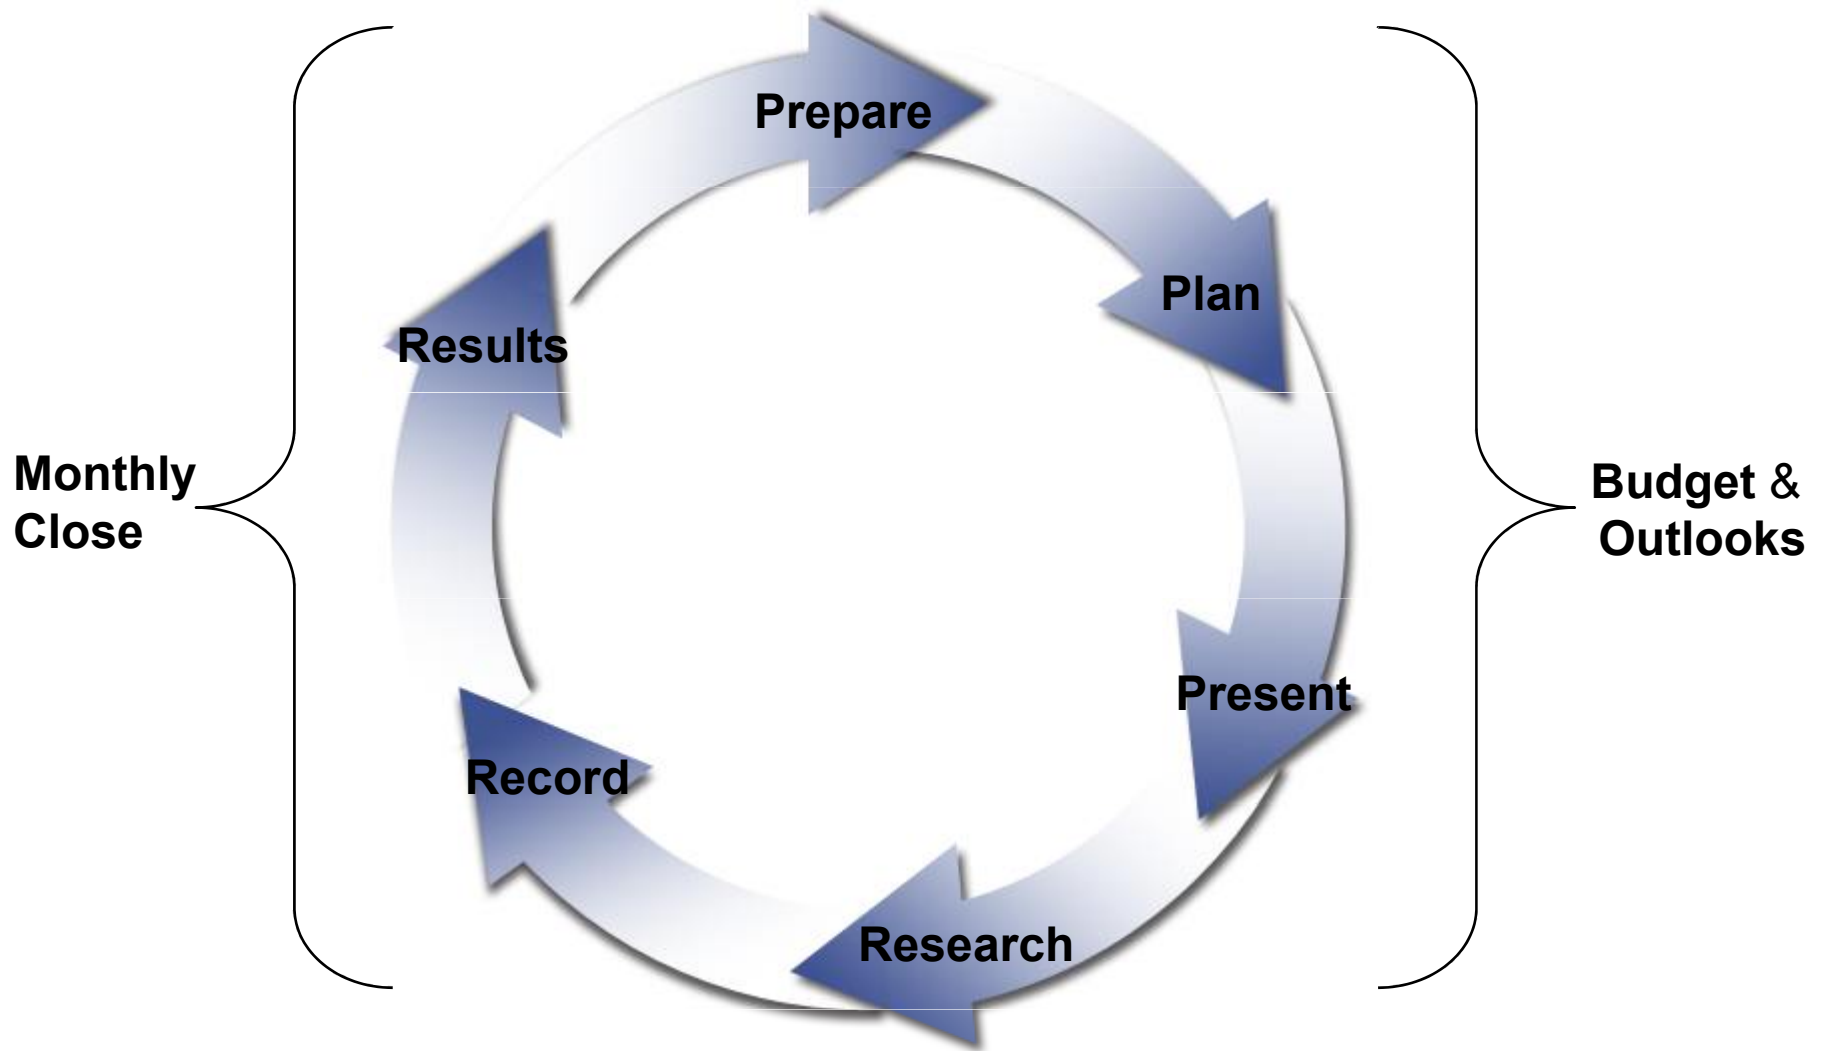 Prepare
Plan
Results
Monthly
Close
Budget &
Outlooks
Present
Record
Research